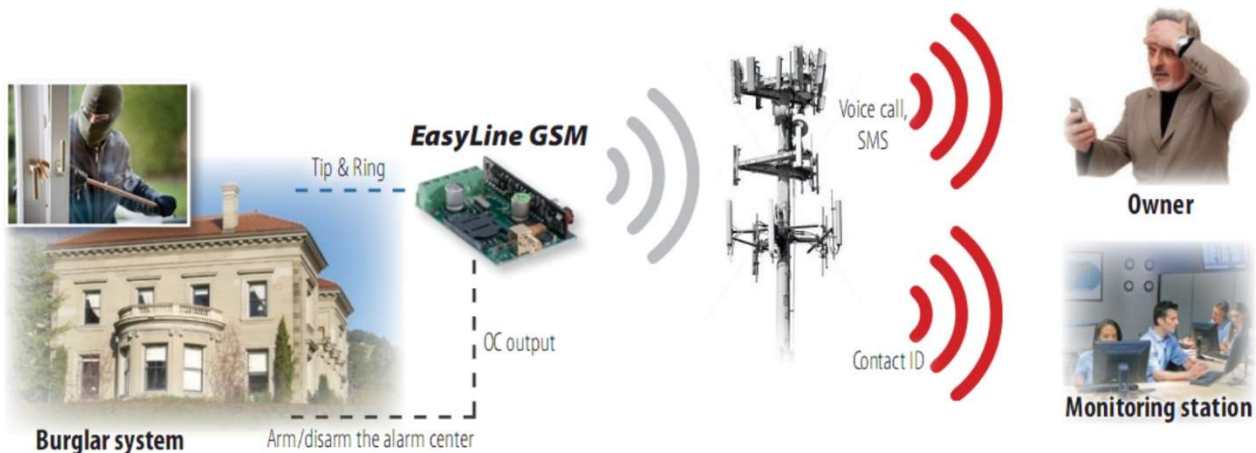 EasyLine GSM
Tip & Ring
Voice call,
SMS
Owner
OC output
Contact ID
Burglar system
Arm/disarm the alarm center
Monitoring station